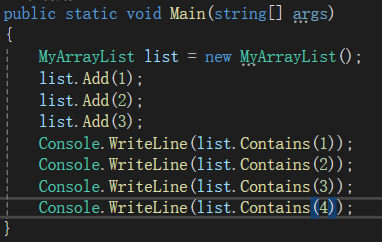 public static void Main(string[] args)
{
MyArrayList list = new MyArrayList();
list.Add(1);
list.Add(2);
list.Add(3);
Console.WriteLine(list.Contains(1));
Console.WriteLine(list.Contains(2));
Console.WriteLine(list.Contains(3));
Console.WriteLine(list.Contains(4));
}